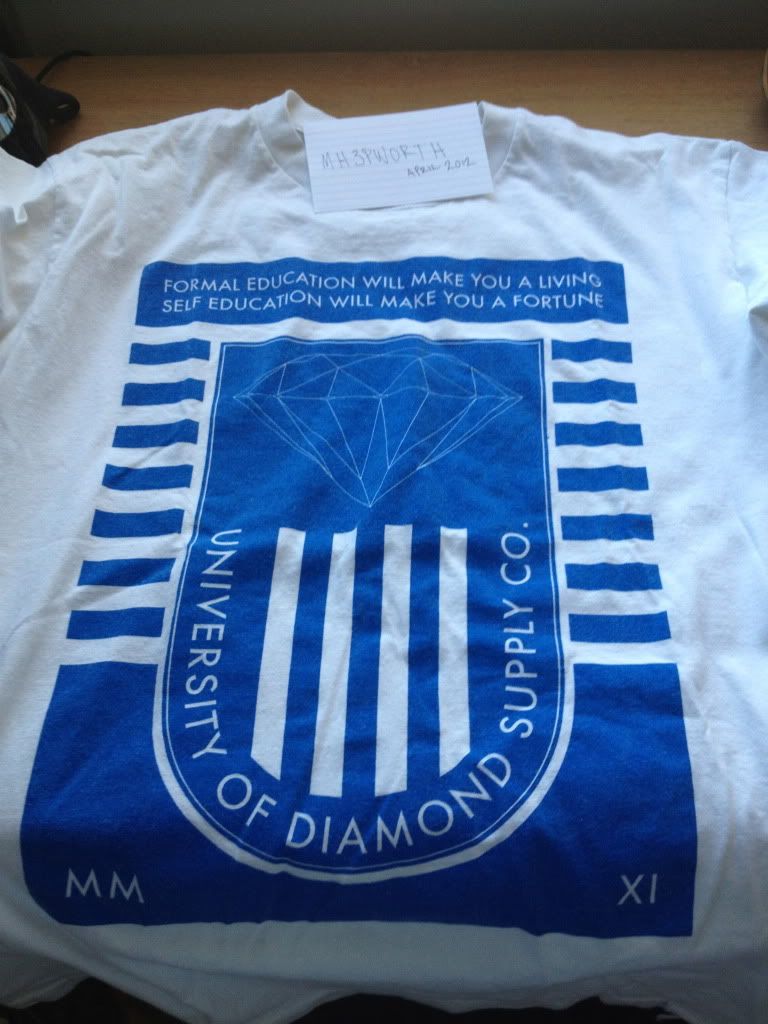 MH3PWORTH
APRIL 2012
FORMAL EDUCATION WILL MAKE YOU A LIVING
SELF EDUCATION WILL MAKE YOU A FORTUNE
UNIVERSITY OF DIAMOND SUPPLY CO.
MM XI